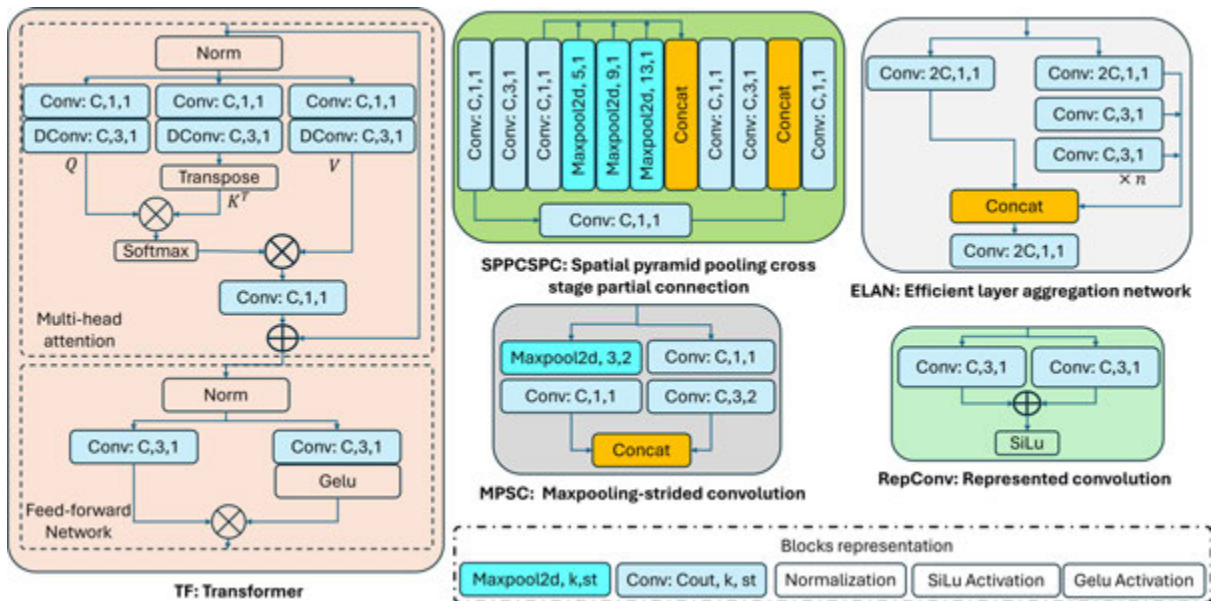 Norm
Conv: C,1,1
Conv: C,1,1
Conv: C,1,1
DConv: C,3,1
DConv: C,3,1
DConv: C,3,1
Q
V
Transpose
K^T
Softmax
Conv: C,1,1
Multi-head
attention
Norm
Conv: C,3,1
Conv: C,3,1
Gelu
Feed-forward
Network
TF: Transformer
Conv: C,1,1
Conv: C,3,1
Conv: C,1,1
Maxpool2d, 5,1
Maxpool2d, 9,1
Maxpool2d, 13,1
Concat
Conv: C,1,1
Conv: C,3,1
Concat
Conv: C,1,1
Conv: C,1,1
SPPCSPC: Spatial pyramid pooling cross
stage partial connection
Conv: 2C,1,1
Conv: 2C,1,1
Conv: C,3,1
Conv: C,3,1
× n
Concat
Conv: 2C,1,1
ELAN: Efficient layer aggregation network
Maxpool2d, 3,2
Conv: C,1,1
Conv: C,1,1
Conv: C,3,2
Concat
MPSC: Maxpooling-strided convolution
Conv: C,3,1
Conv: C,3,1
SiLu
RepConv: Represented convolution
Blocks representation
Maxpool2d, k,st
Conv: Cout, k, st
Normalization
SiLu Activation
Gelu Activation